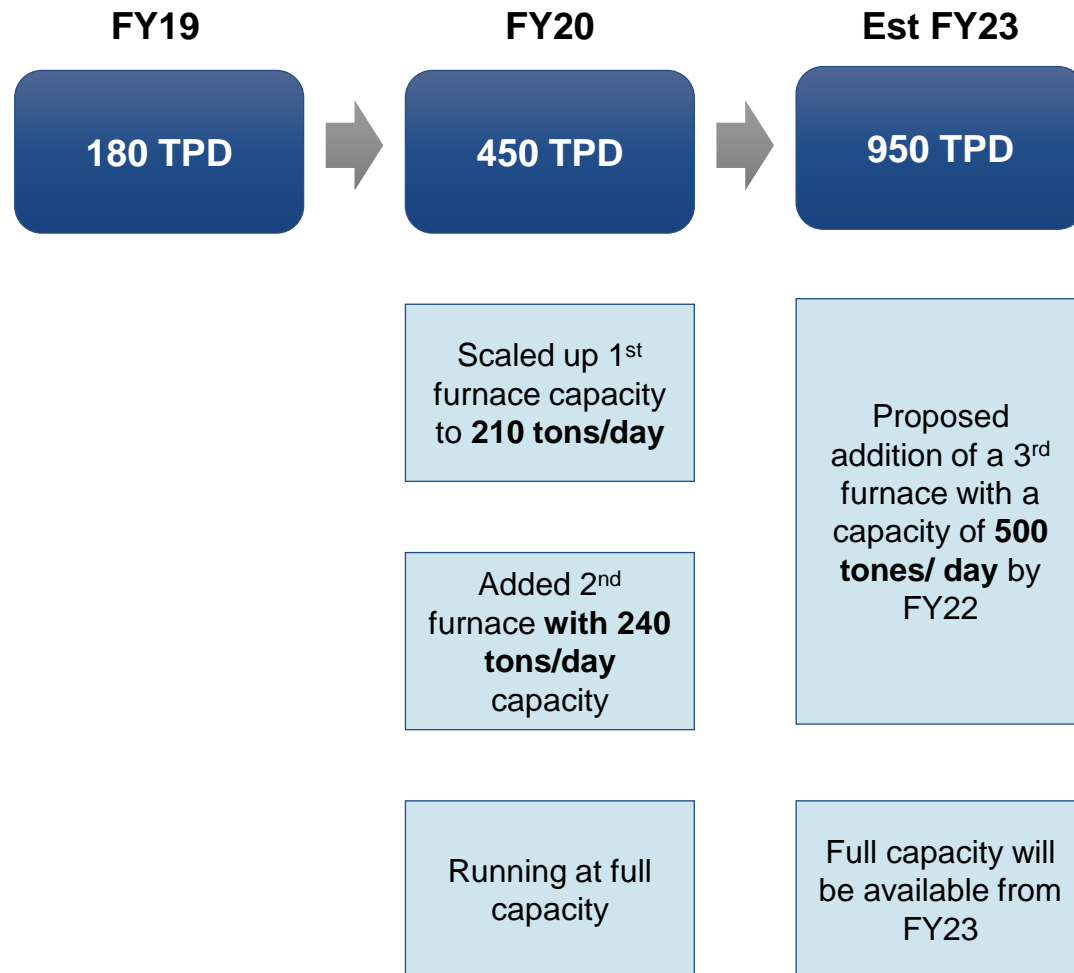 FY19
FY20
Est FY23
180 TPD
450 TPD
950 TPD
Scaled up 1st
furnace capacity
to 210 tons/day
Added 2nd
furnace with 240
tons/day
capacity
Running at full
capacity
Proposed
addition of a 3rd
furnace with a
capacity of 500
tones/ day by
FY22
Full capacity will
be available from
FY23